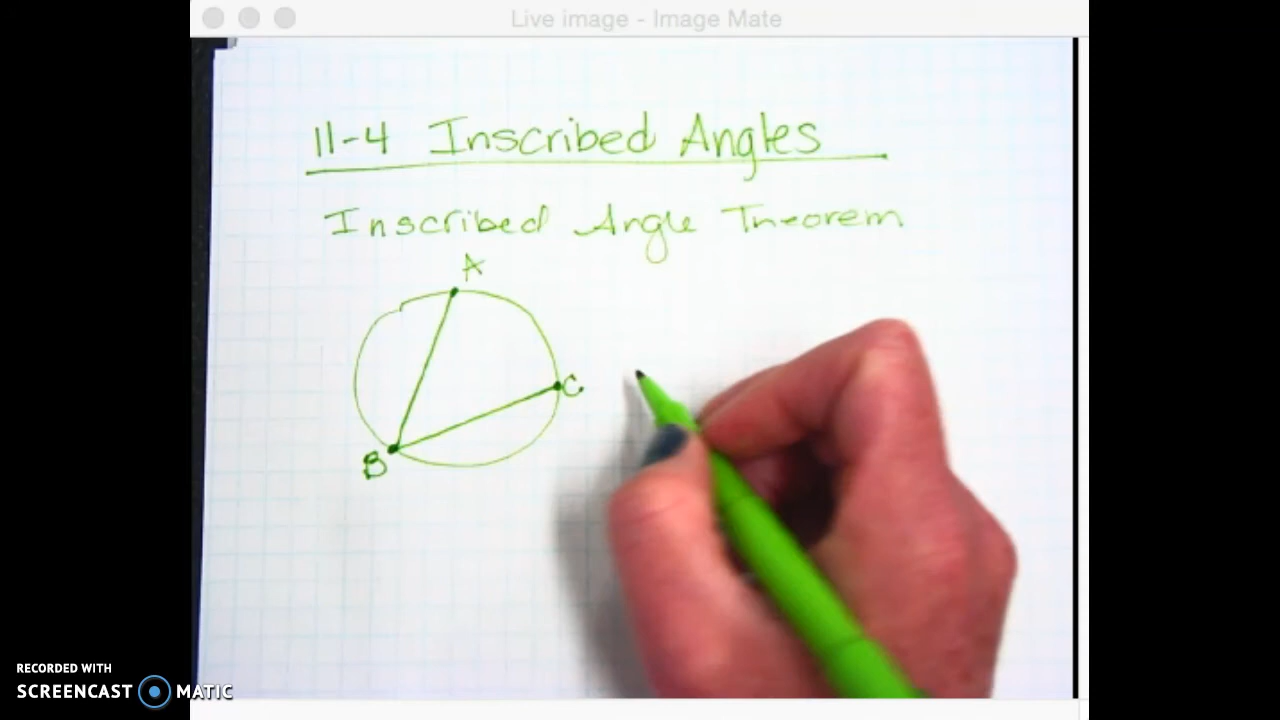 Live image - Image Mate
11-4 Inscribed Angles
Inscribed Angle Theorem
A
C
B
RECORDED WITH
SCREENCAST MATIC